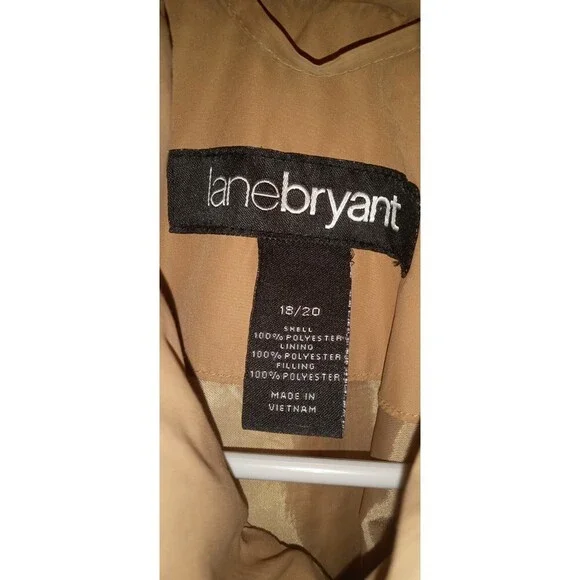 lanebryant
18/20
SHELL
100% POLYESTER
LINING
100% POLYESTER
FILLING
100% POLYESTER
MADE IN
VIETNAM